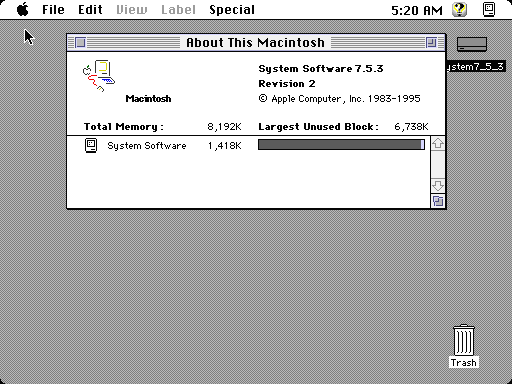 File Edit View Label Special 5:20 AM
About This Macintosh
System Software 7.5.3
Revision 2
Macintosh
© Apple Computer, Inc. 1983-1995
Total Memory: 8,192K Largest Unused Block: 6,738K
System Software 1,418K
ystem7_5_3
Trash